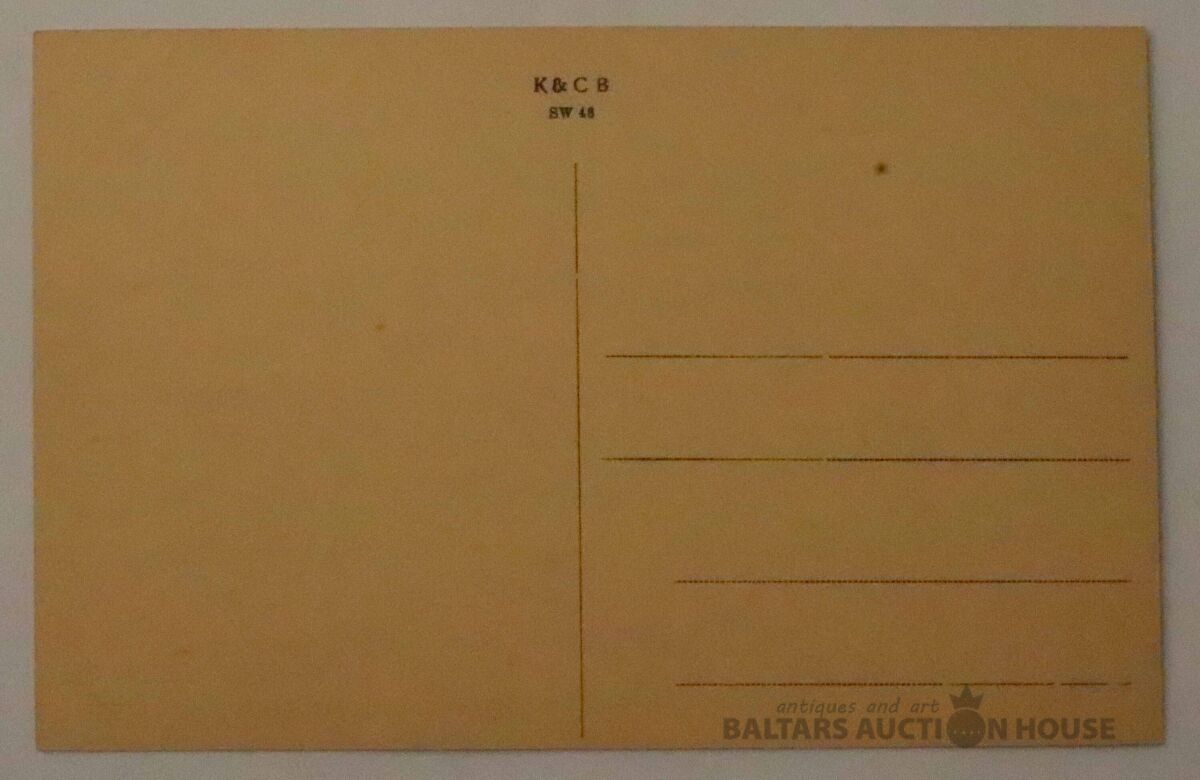 K & C B
SW 48
antiques and art
BALTARS AUCTION HOUSE